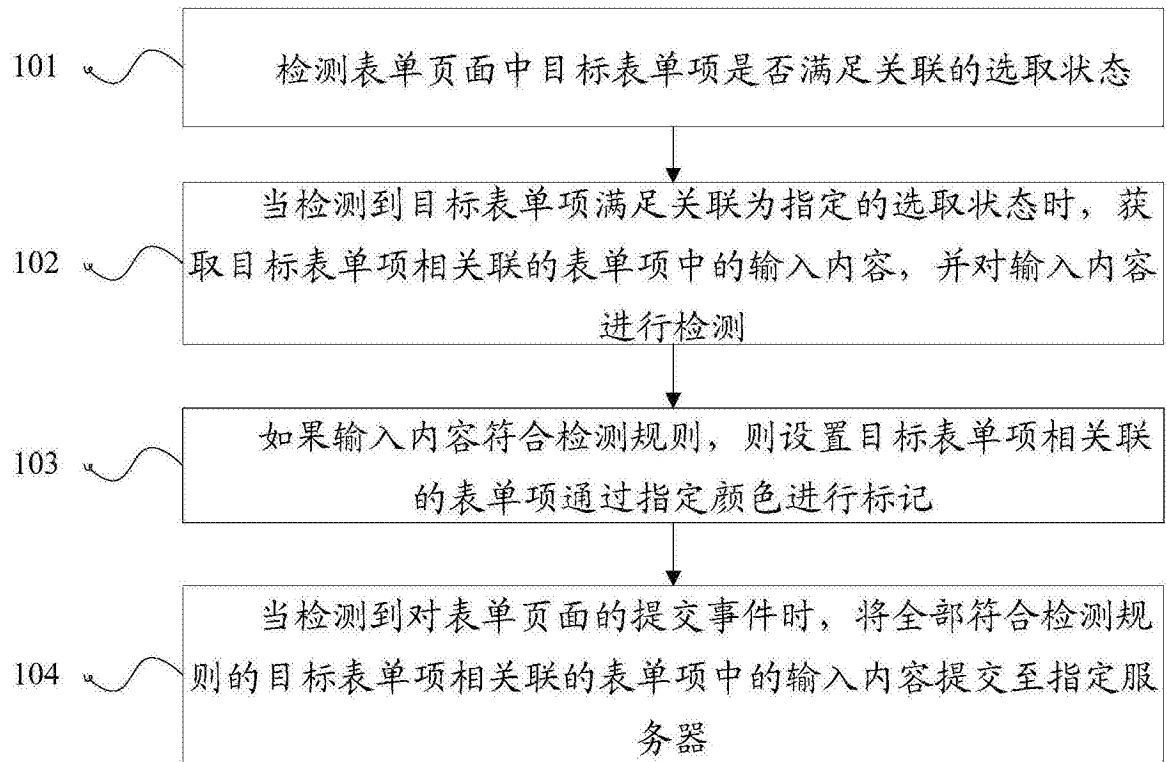 101
检测表单页面中目标表单项是否满足关联的选取状态
当检测到目标表单项满足关联为指定的选取状态时，获
102
取目标表单项相关联的表单项中的输入内容，并对输入内容
进行检测
如果输入内容符合检测规则，则设置目标表单项相关联
103
的表单项通过指定颜色进行标记
当检测到对表单页面的提交事件时，将全部符合检测规
104
则的目标表单项相关联的表单项中的输入内容提交至指定服
务器